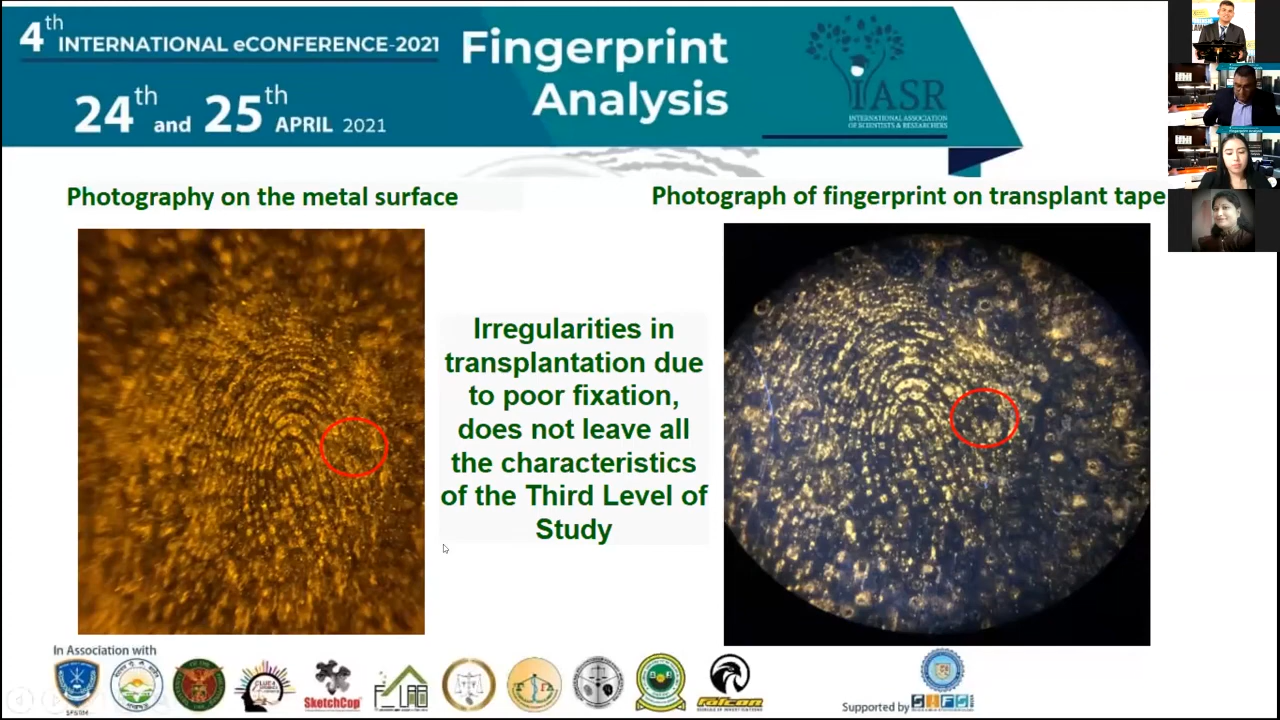 4th INTERNATIONAL eCONFERENCE-2021
24th and 25th APRIL 2021
Fingerprint
Analysis
IASR
INTERNATIONAL ASSOCIATION
OF SCIENTISTS & RESEARCHERS
Photography on the metal surface
Photograph of fingerprint on transplant tape
Irregularities in
transplantation due
to poor fixation,
does not leave all
the characteristics
of the Third Level of
Study
In Association with
SketchCop
falcon
Supported by
SIFS